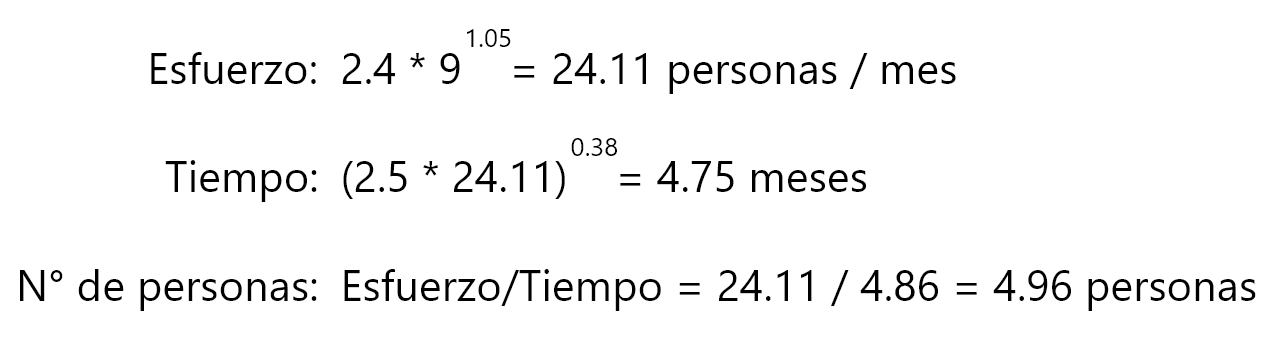 Esfuerzo: 2.4 * 9^1.05 = 24.11 personas / mes
Tiempo: (2.5 * 24.11)^0.38 = 4.75 meses
N° de personas: Esfuerzo/Tiempo = 24.11 / 4.86 = 4.96 personas